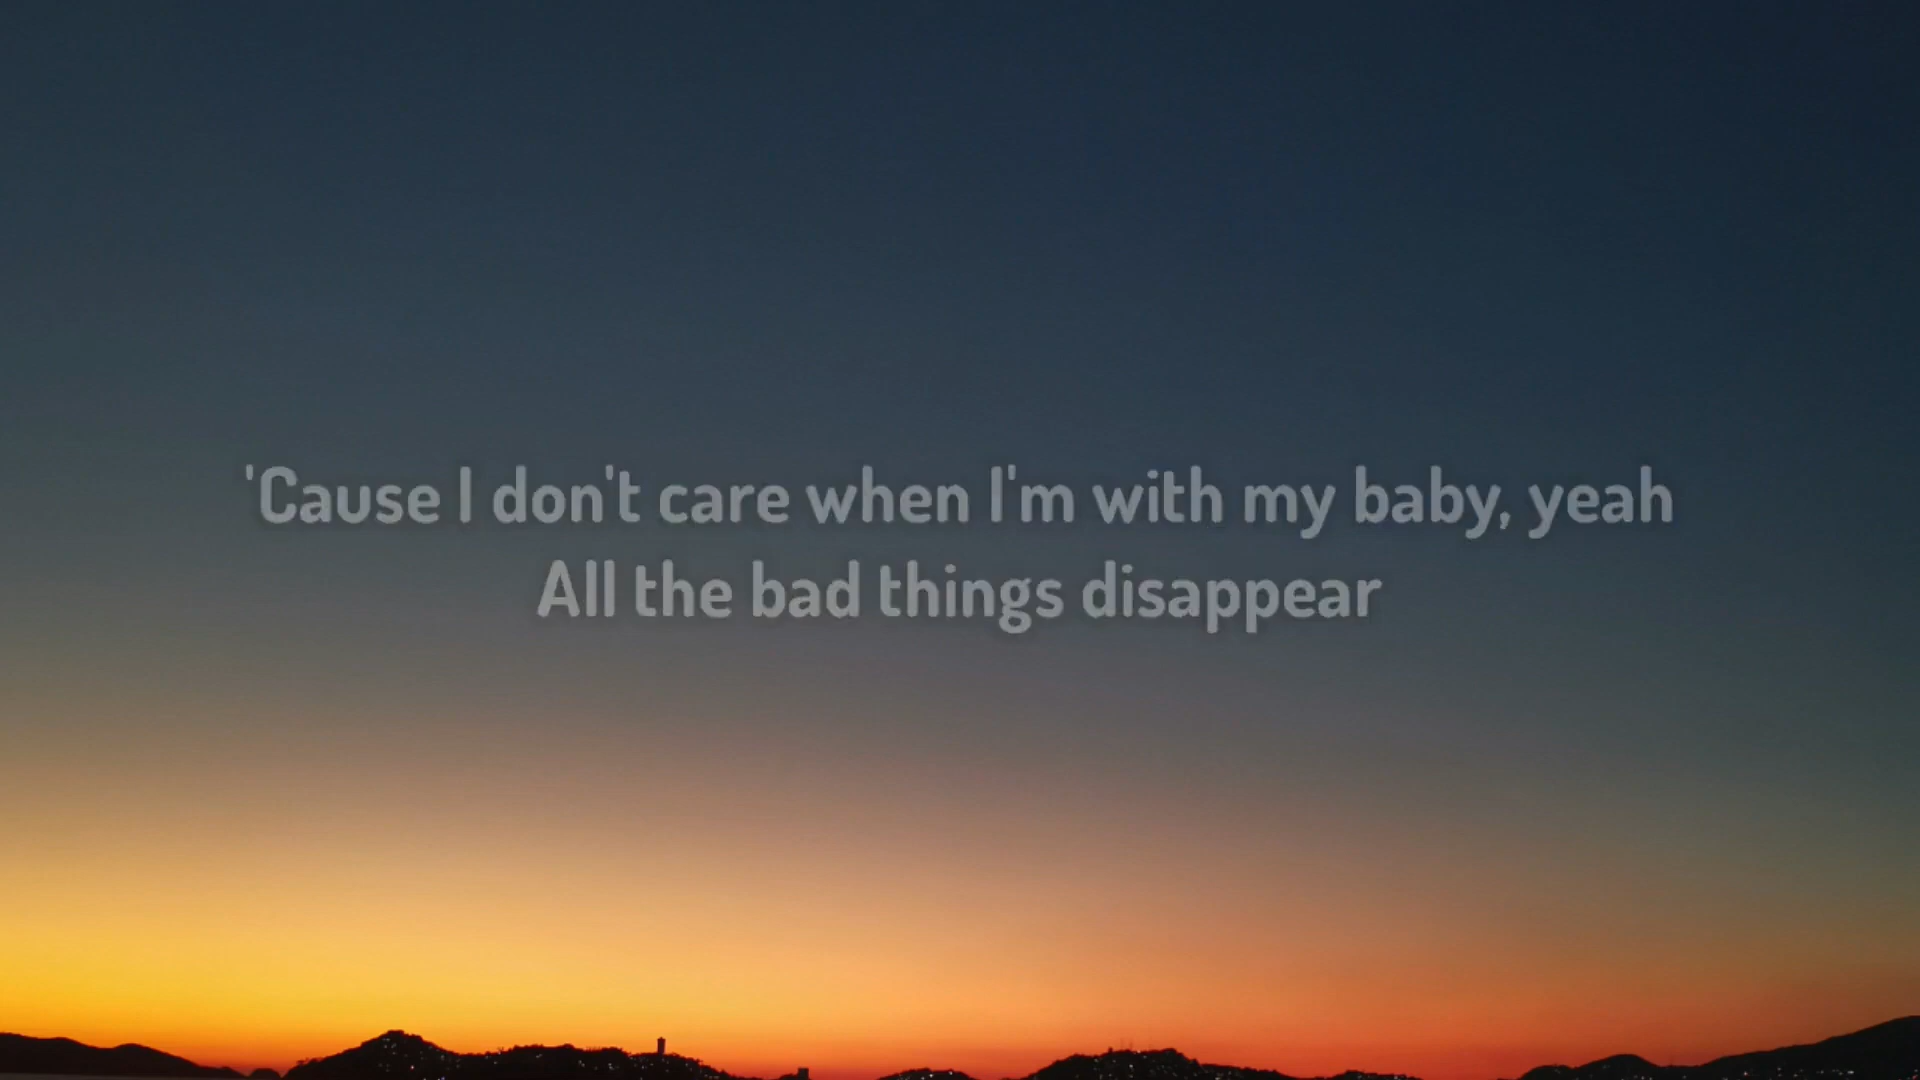 'Cause I don't care when I'm with my baby, yeah
All the bad things disappear